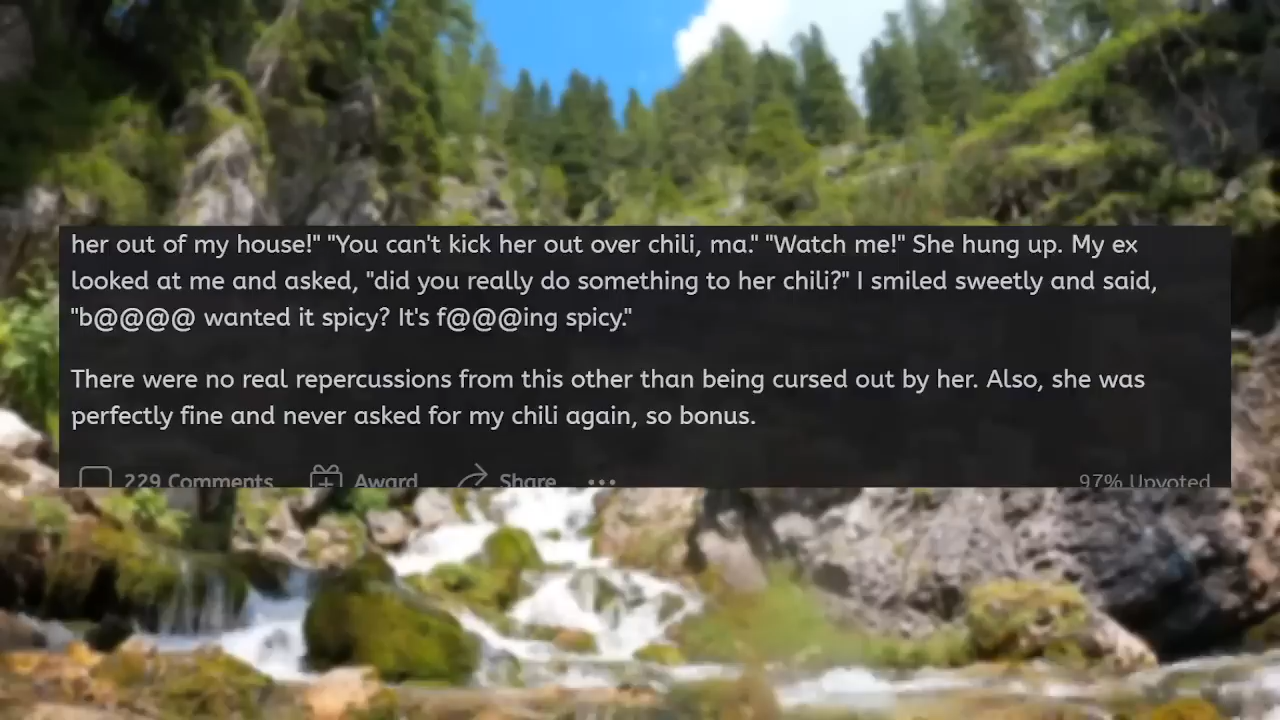 her out of my house!" "You can't kick her out over chili, ma." "Watch me!" She hung up. My ex
looked at me and asked, "did you really do something to her chili?" I smiled sweetly and said,
"b@@@@ wanted it spicy? It's f@@@ing spicy."
There were no real repercussions from this other than being cursed out by her. Also, she was
perfectly fine and never asked for my chili again, so bonus.
229 Comments Award Share ••• 97% Upvoted